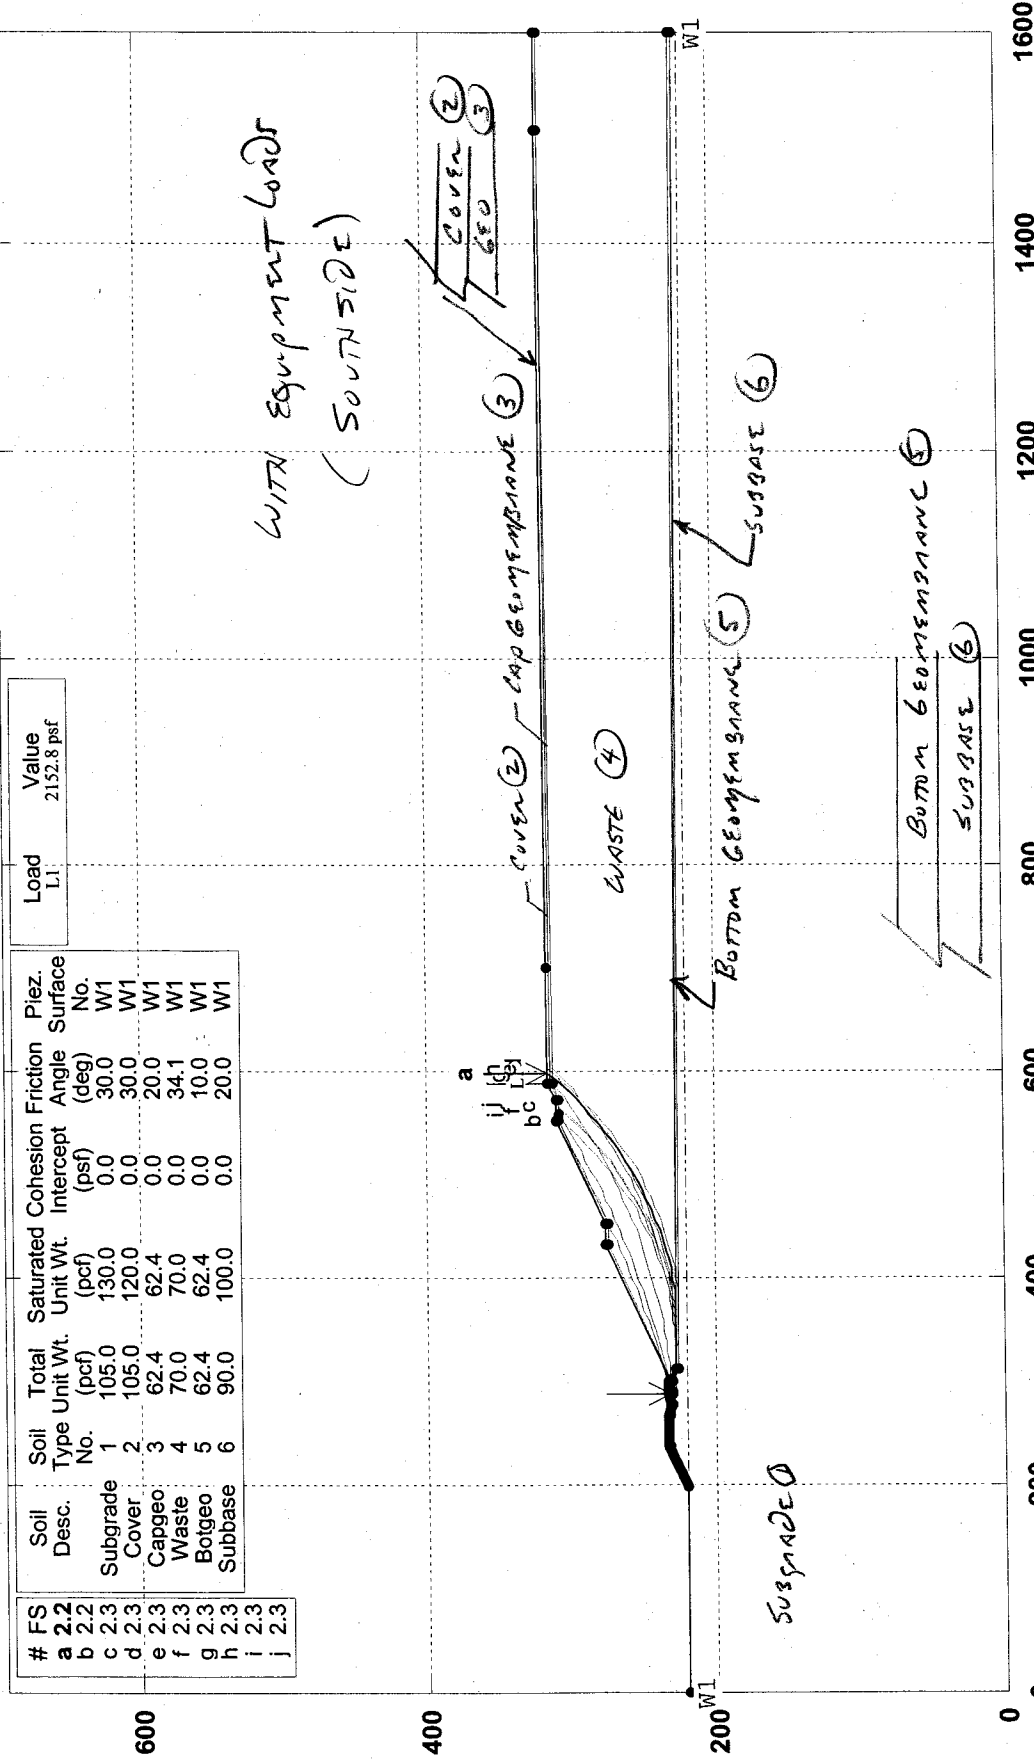 # FS
a 2.2
b 2.2
c 2.3
d 2.3
e 2.3
f 2.3
g 2.3
h 2.3
i 2.3
j 2.3
Soil Soil Total Saturated Cohesion Friction Piez.
Desc. Type Unit Wt. Unit Wt. Intercept Angle Surface
No. (pcf) (pcf) (psf) (deg) No.
Subgrade 1 105.0 130.0 0.0 30.0 W1
Cover 2 105.0 120.0 0.0 30.0 W1
Capgeo 3 62.4 62.4 0.0 20.0 W1
Waste 4 70.0 70.0 0.0 34.1 W1
Botgeo 5 62.4 62.4 0.0 10.0 W1
Subbase 6 90.0 100.0 0.0 20.0 W1
Load Value
L1 2152.8 psf
WITH EQUIPMENT LOADS
(SOUTH SIDE)
COVER 2
GEO 3
COVER 2
CAP GEOMEMBRANE 3
a
b c
f
i j
WASTE 4
BOTTOM GEOMEMBRANE 5
SUBBASE 6
W1
W1
SUBGRADE 1
BOTTOM GEOMEMBRANE 5
SUBBASE 6
600
400
200
0
0 200 400 600 800 1000 1200 1400 1600